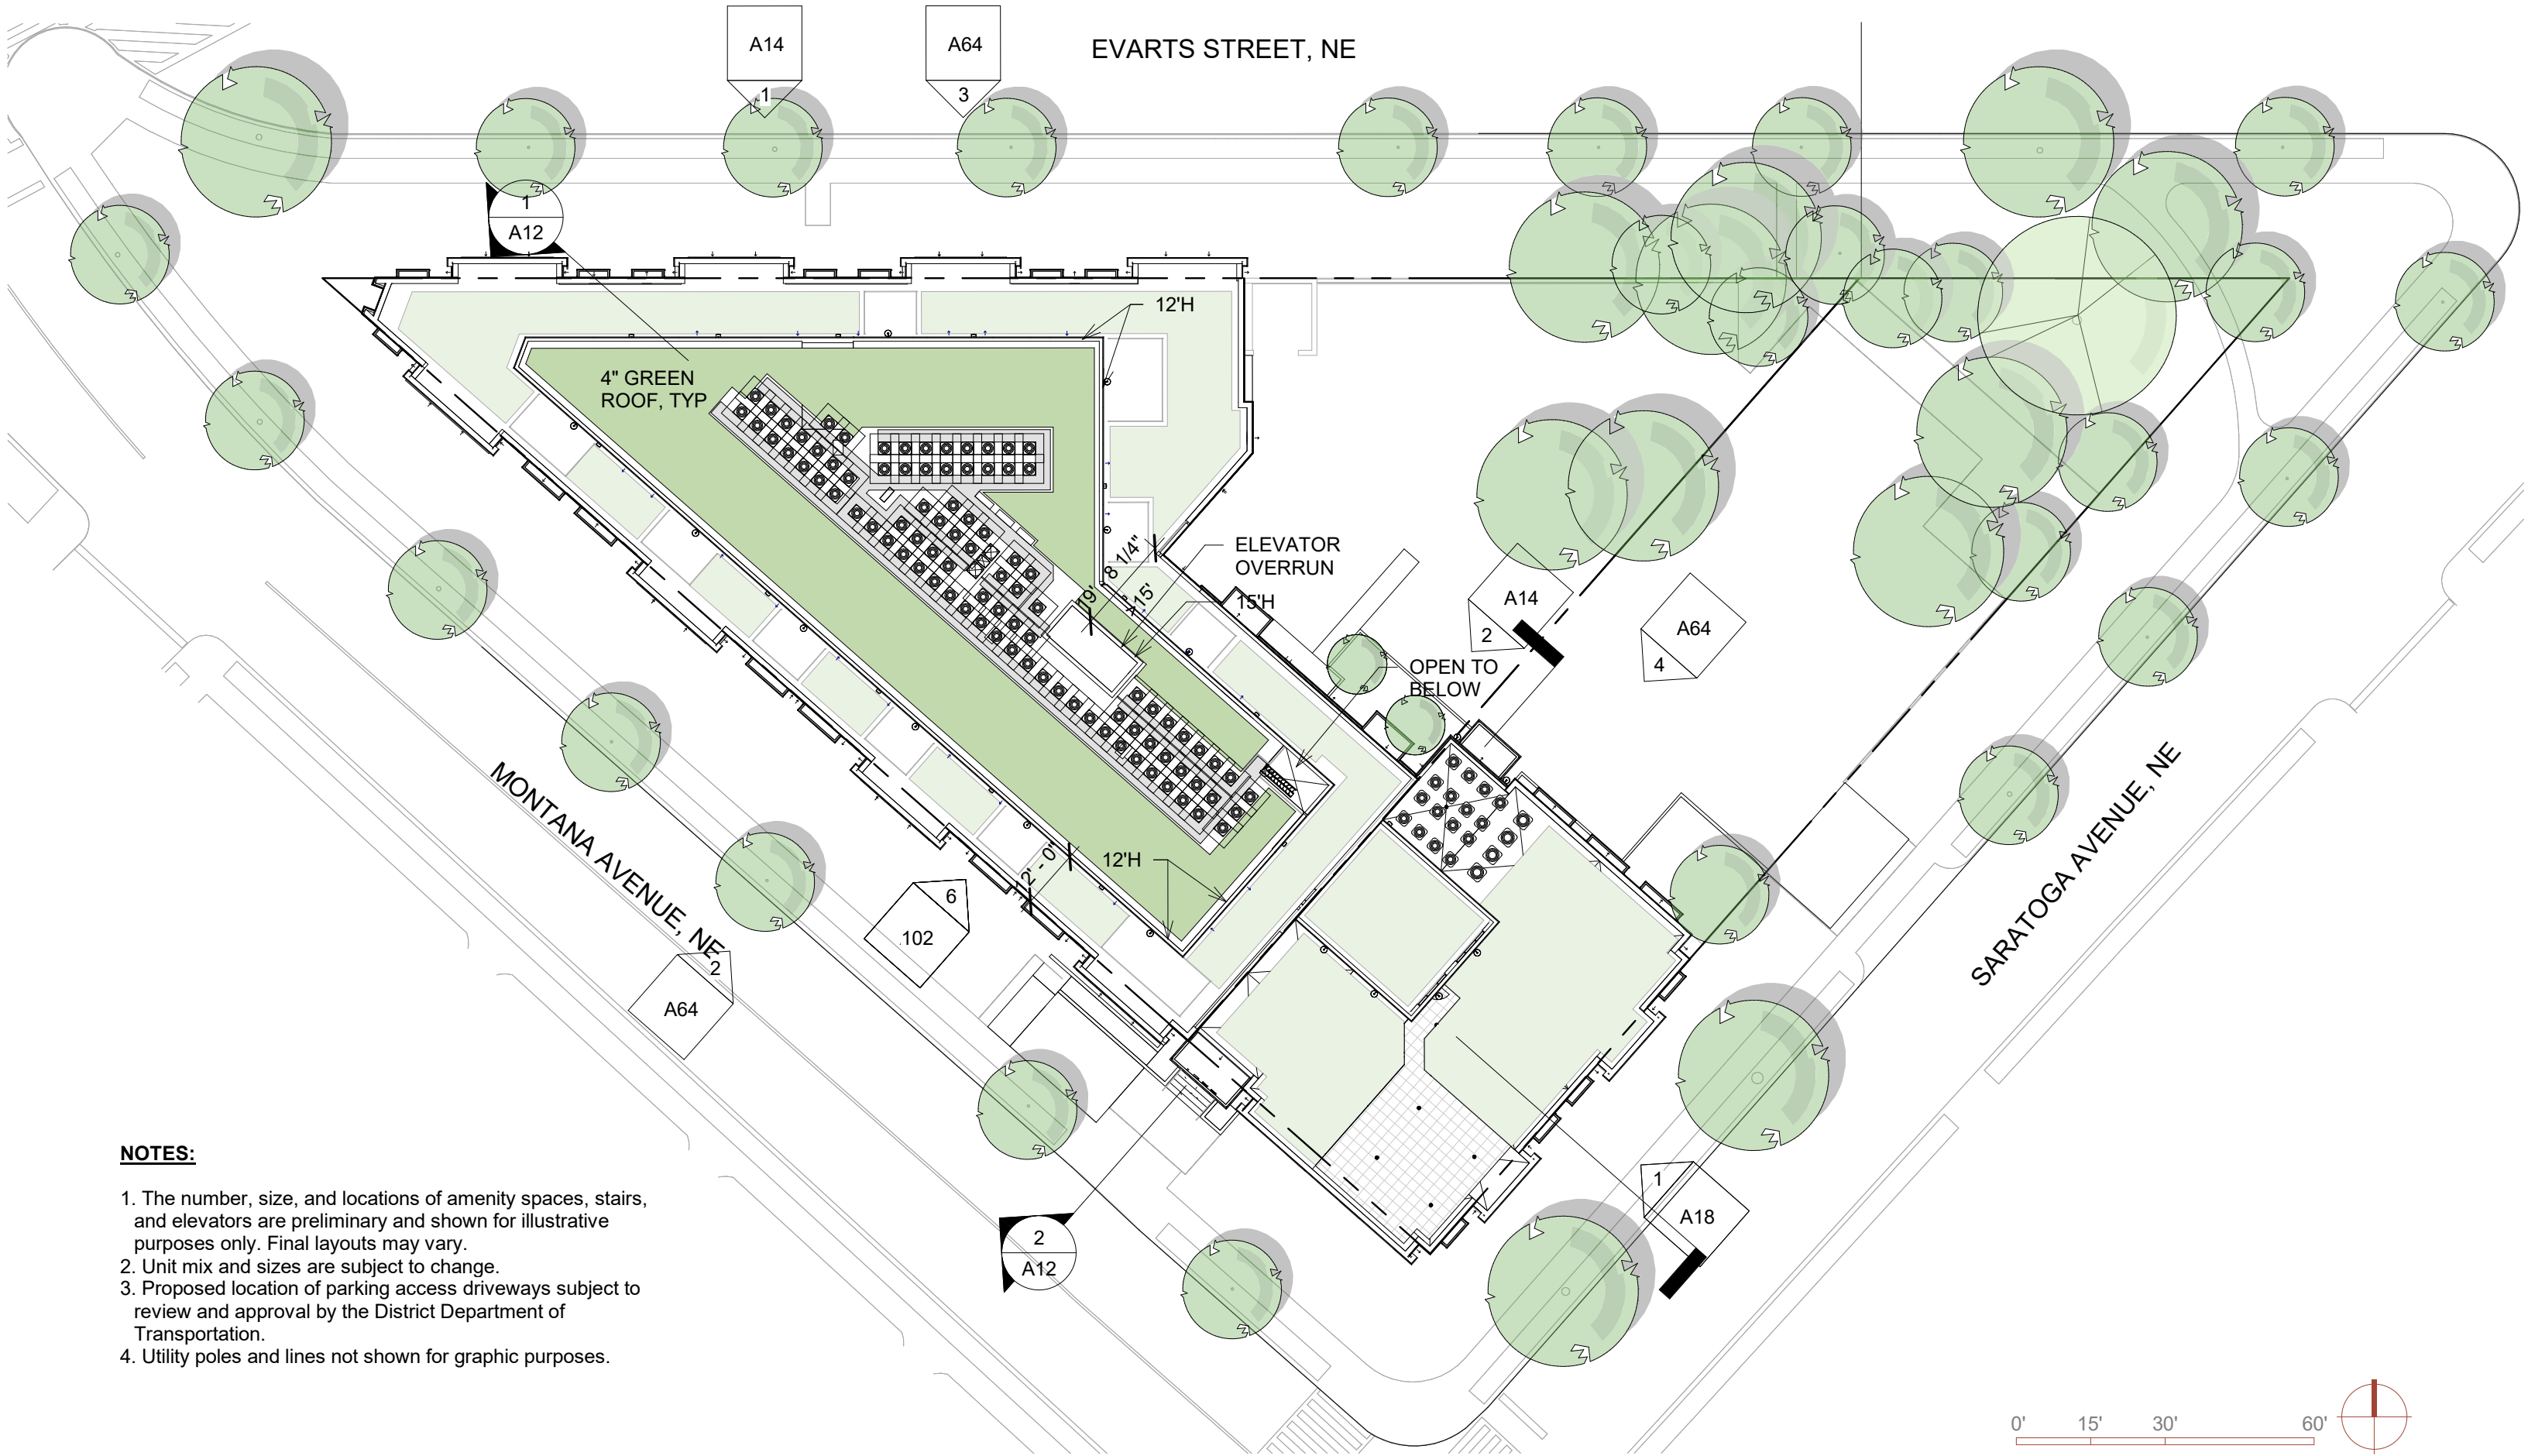 A14
1
A64
3
EVARTS STREET, NE
1
A12
12'H
4" GREEN
ROOF, TYP
ELEVATOR
OVERRUN
19'
8 1/4"
15'
15'H
A14
2
A64
4
OPEN TO
BELOW
MONTANA AVENUE, NE
SARATOGA AVENUE, NE
2' - 0"
12'H
6
102
2
A64
1
A18
2
A12
NOTES:
1. The number, size, and locations of amenity spaces, stairs,
and elevators are preliminary and shown for illustrative
purposes only. Final layouts may vary.
2. Unit mix and sizes are subject to change.
3. Proposed location of parking access driveways subject to
review and approval by the District Department of
Transportation.
4. Utility poles and lines not shown for graphic purposes.
0' 15' 30' 60'